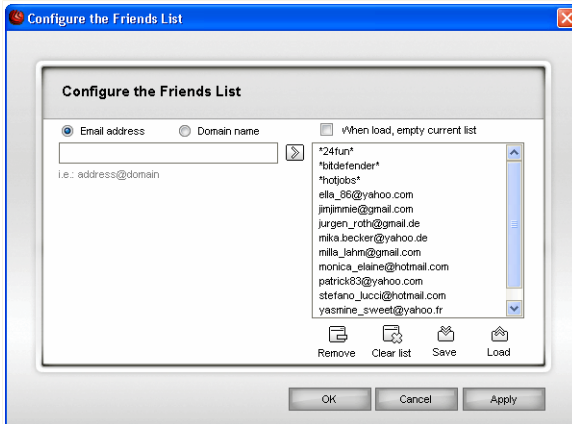 Configure the Friends List
Configure the Friends List
Email address Domain name
When load, empty current list
i.e.: address@domain
*24fun*
*bitdefender*
*hotjobs*
ella_86@yahoo.com
jimjimmie@gmail.com
jurgen_roth@gmail.de
mika.becker@yahoo.de
milla_lahm@gmail.com
monica_elaine@hotmail.com
patrick83@yahoo.com
stefano_lucci@hotmail.com
yasmine_sweet@yahoo.fr
Remove Clear list Save Load
OK Cancel Apply